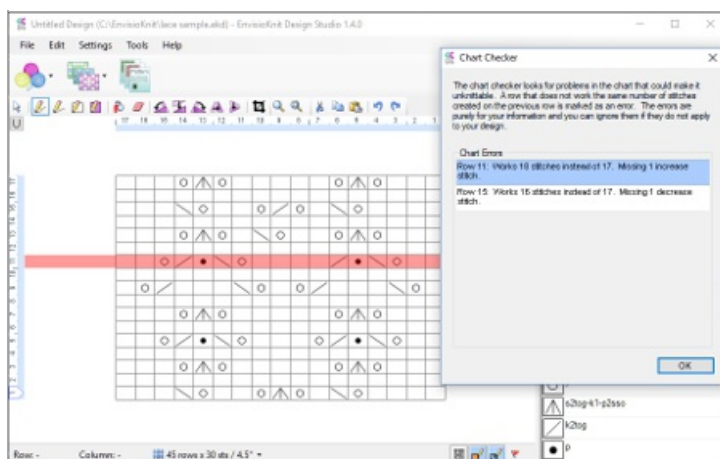 Untitled Design (C:\EnvisioKnit\lace sample.ekd) - EnvisioKnit Design Studio 1.4.0
File Edit Settings Tools Help
Chart Checker
The chart checker looks for problems in the chart that could make it
unknittable. A row that does not work the same number of stitches
created on the previous row is marked as an error. The errors are
purely for your information and you can ignore them if they do not apply
to your design.
Chart Errors
Row 11: Works 18 stitches instead of 17. Missing 1 increase
stitch.
Row 15: Works 16 stitches instead of 17. Missing 1 decrease
stitch.
OK
s2tog-k1-p2sso
k2tog
p
Row: - Column: - 45 rows x 30 sts / 4.5"